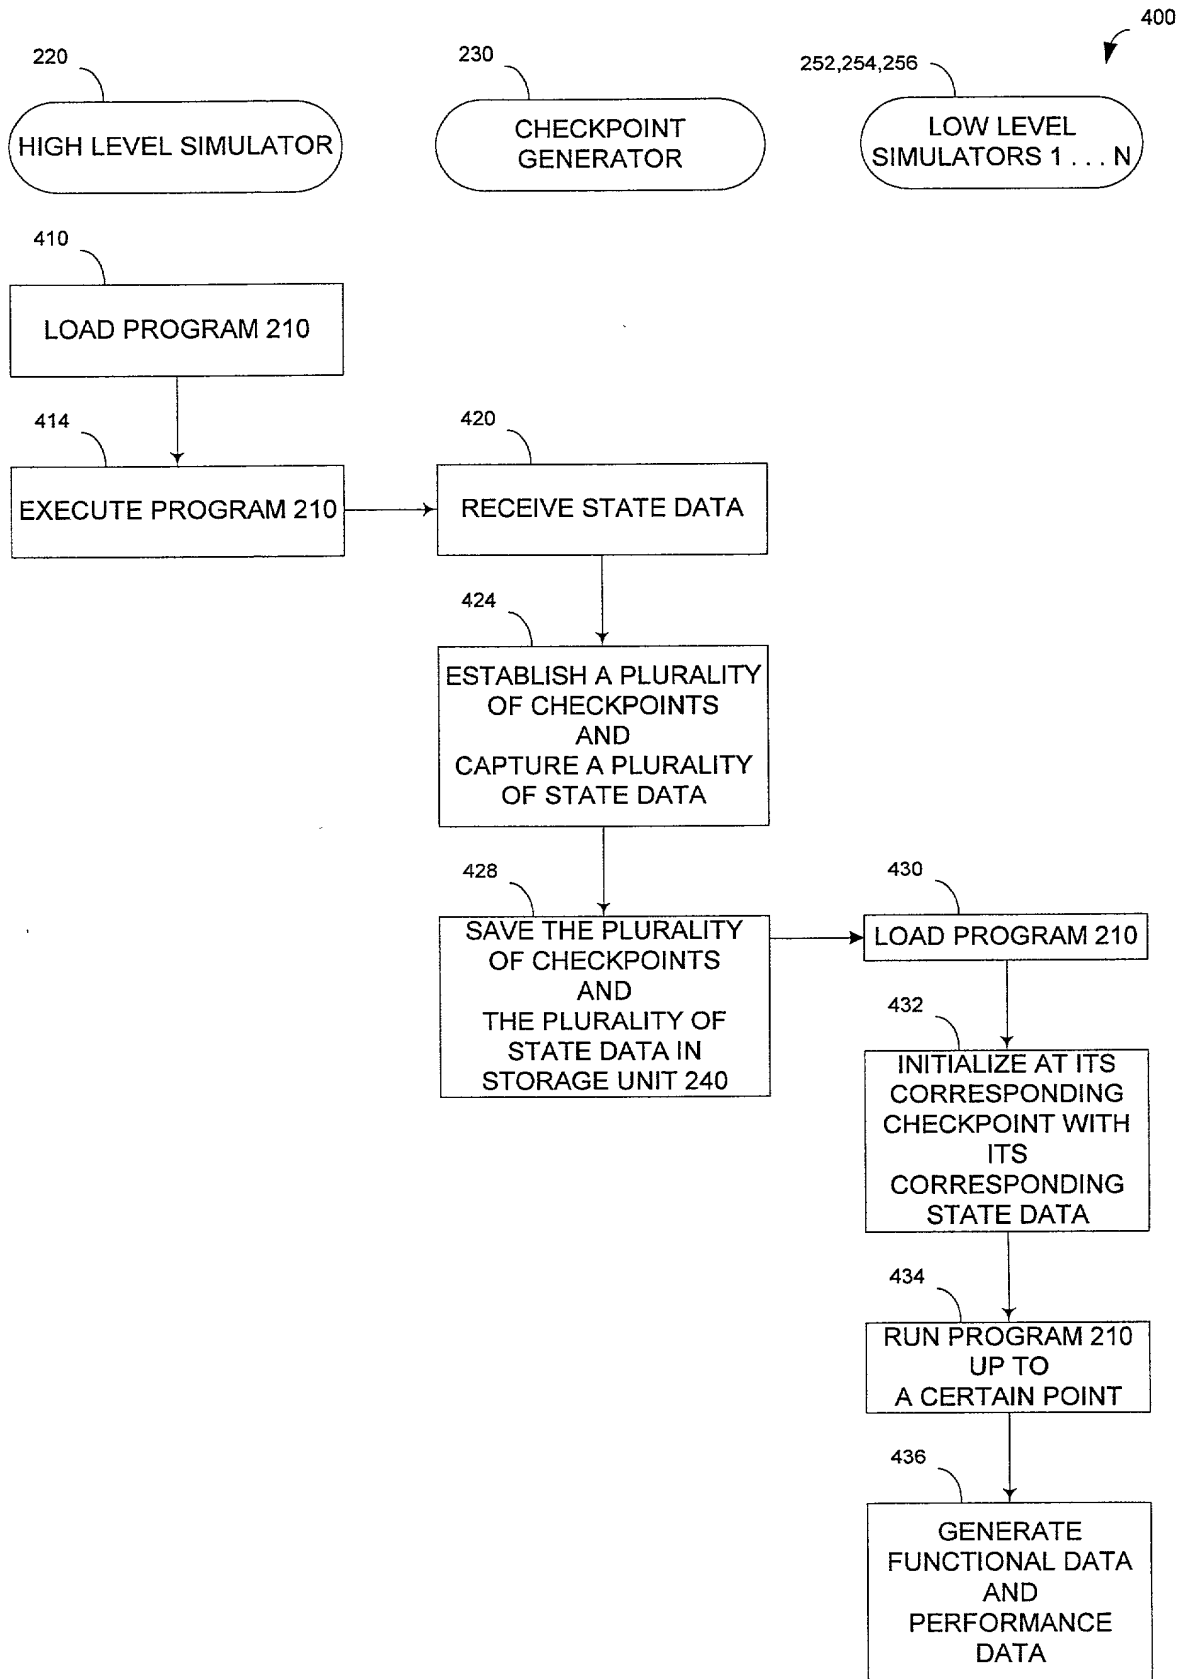 400
220
230
252,254,256
HIGH LEVEL SIMULATOR
CHECKPOINT
GENERATOR
LOW LEVEL
SIMULATORS 1 . . . N
410
LOAD PROGRAM 210
414
EXECUTE PROGRAM 210
420
RECEIVE STATE DATA
424
ESTABLISH A PLURALITY
OF CHECKPOINTS
AND
CAPTURE A PLURALITY
OF STATE DATA
428
SAVE THE PLURALITY
OF CHECKPOINTS
AND
THE PLURALITY OF
STATE DATA IN
STORAGE UNIT 240
430
LOAD PROGRAM 210
432
INITIALIZE AT ITS
CORRESPONDING
CHECKPOINT WITH
ITS
CORRESPONDING
STATE DATA
434
RUN PROGRAM 210
UP TO
A CERTAIN POINT
436
GENERATE
FUNCTIONAL DATA
AND
PERFORMANCE
DATA